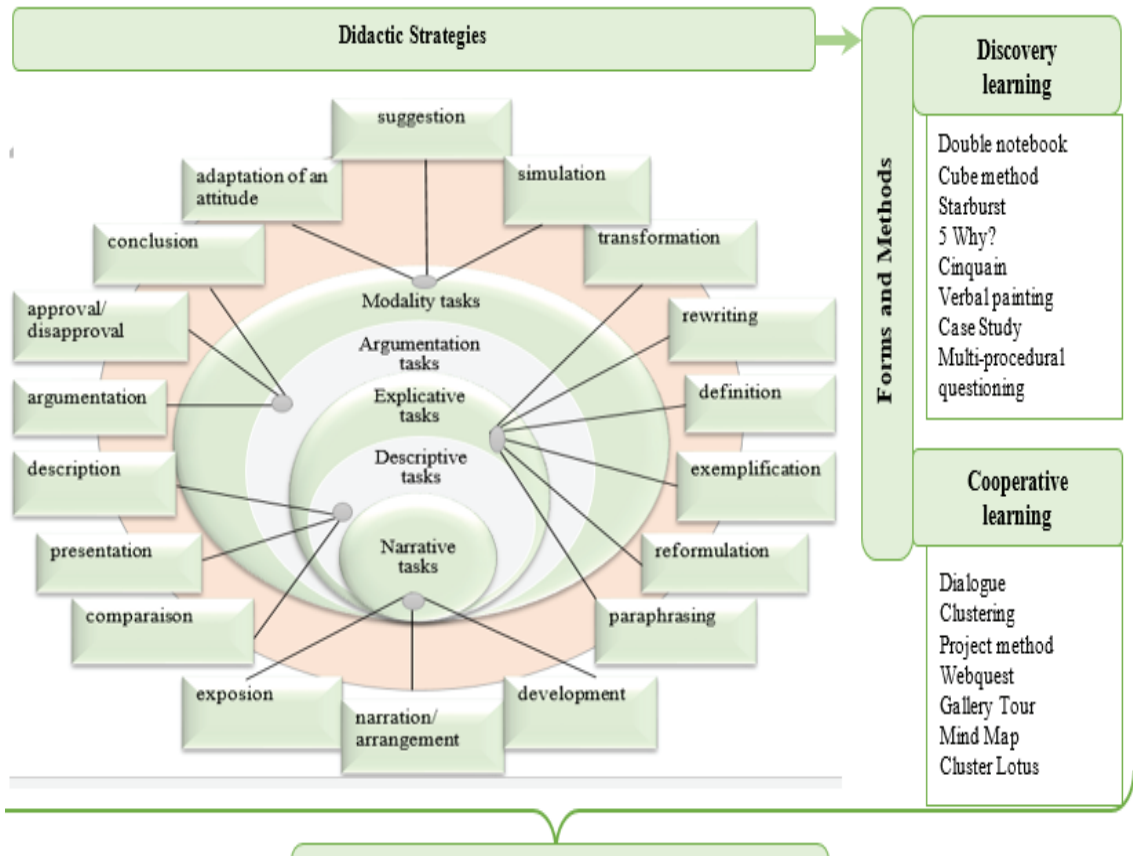 Didactic Strategies
suggestion
adaptation of an
attitude
simulation
conclusion
transformation
approval/
disapproval
rewriting
argumentation
definition
description
exemplification
presentation
reformulation
comparaison
paraphrasing
exposion
narration/
arrangement
development
Modality tasks
Argumentation
tasks
Explicative
tasks
Descriptive
tasks
Narrative
tasks
Forms and Methods
Discovery
learning
Double notebook
Cube method
Starburst
5 Why?
Cinquain
Verbal painting
Case Study
Multi-procedural
questioning
Cooperative
learning
Dialogue
Clustering
Project method
Webquest
Gallery Tour
Mind Map
Cluster Lotus